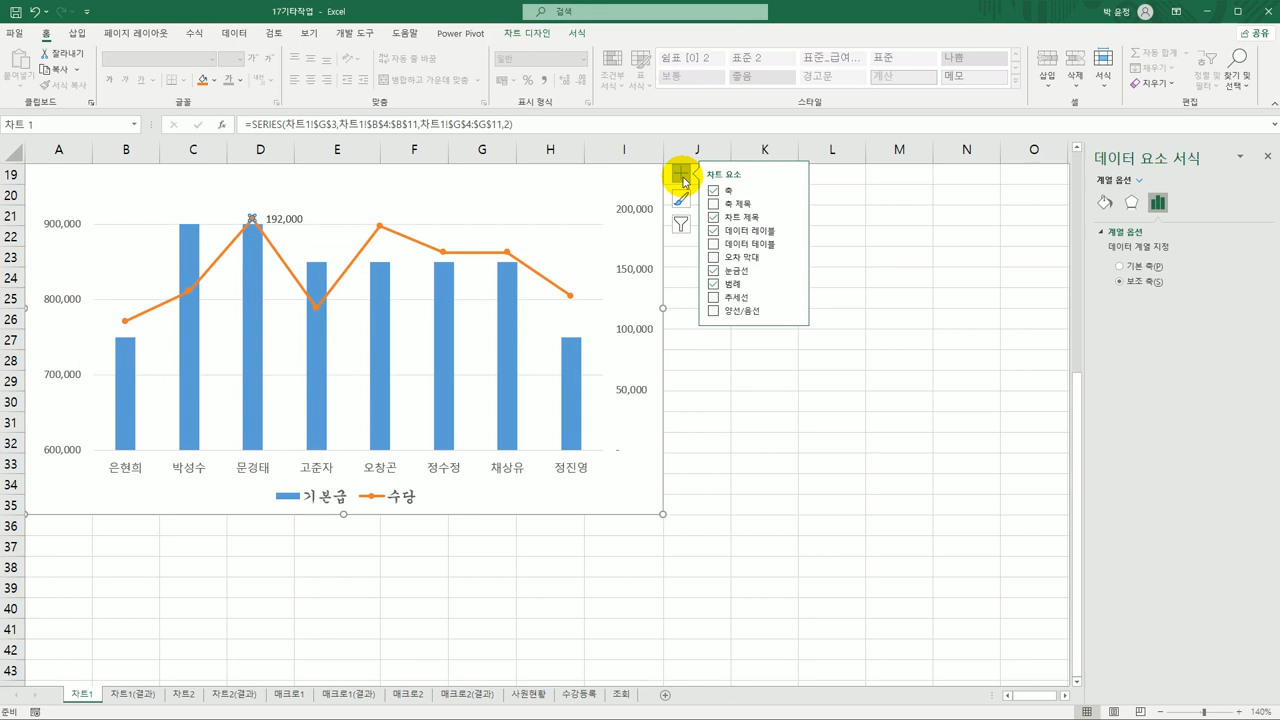 17기타작업 - Excel
검색
박 윤정
파일 홈 삽입 페이지 레이아웃 수식 데이터 검토 보기 개발 도구 도움말 Power Pivot 차트 디자인 서식
공유
붙여넣기
잘라내기
복사
서식 복사
클립보드
가
가
가
가
가
글꼴
자동 줄 바꿈
병합하고 가운데 맞춤
맞춤
일반
표시 형식
조건부 서식
표 서식
쉼표 [0] 2 표준 2 표준_급여... 표준 나쁨
보통 좋음 경고문 계산 메모
스타일
삽입 삭제 서식
셀
자동 합계
채우기
지우기
정렬 및 필터
찾기 및 선택
편집
차트 1
fx
=SERIES(차트1!$G$3,차트1!$B$4:$B$11,차트1!$G$4:$G$11,2)
A B C D E F G H I J K L M N O
19
20
21
22
23
24
25
26
27
28
29
30
31
32
33
34
35
36
37
38
39
40
41
42
43
900,000
800,000
700,000
600,000
192,000
200,000
150,000
100,000
50,000
-
은현희 박성수 문경태 고준자 오창곤 정수정 채상유 정진영
기본급 수당
차트 요소
축
축 제목
차트 제목
데이터 레이블
데이터 테이블
오차 막대
눈금선
범례
추세선
양선/음선
데이터 요소 서식
계열 옵션
계열 옵션
데이터 계열 지정
기본 축(P)
보조 축(S)
차트1 차트1(결과) 차트2 차트2(결과) 매크로1 매크로1(결과) 매크로2 매크로2(결과) 사원현황 수강등록 조회
준비
140%